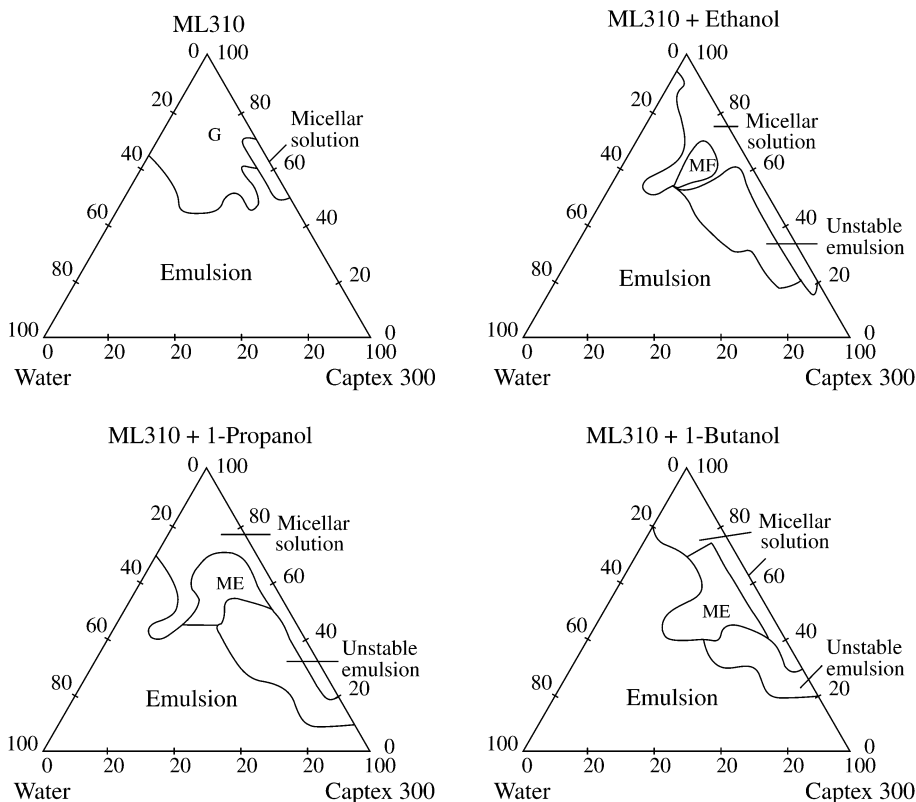 ML310
0 100
20 80
G
Micellar
solution
40 60
60 40
Emulsion
80 20
100 0
0 20 20 20 20 100
Water Captex 300
ML310 + Ethanol
0 100
20 80
Micellar
solution
40 60
MF
60 40
Unstable
emulsion
Emulsion
80 20
100 0
0 20 20 20 20 100
Water Captex 300
ML310 + 1-Propanol
0 100
20 80
Micellar
solution
40 60
ME
60 40
Unstable
emulsion
80 20
Emulsion
100 0
0 20 20 20 20 100
Water Captex 300
ML310 + 1-Butanol
0 100
20 80
Micellar
solution
40 60
ME
60 40
Unstable
emulsion
80 20
Emulsion
100 0
0 20 20 20 20 100
Water Captex 300